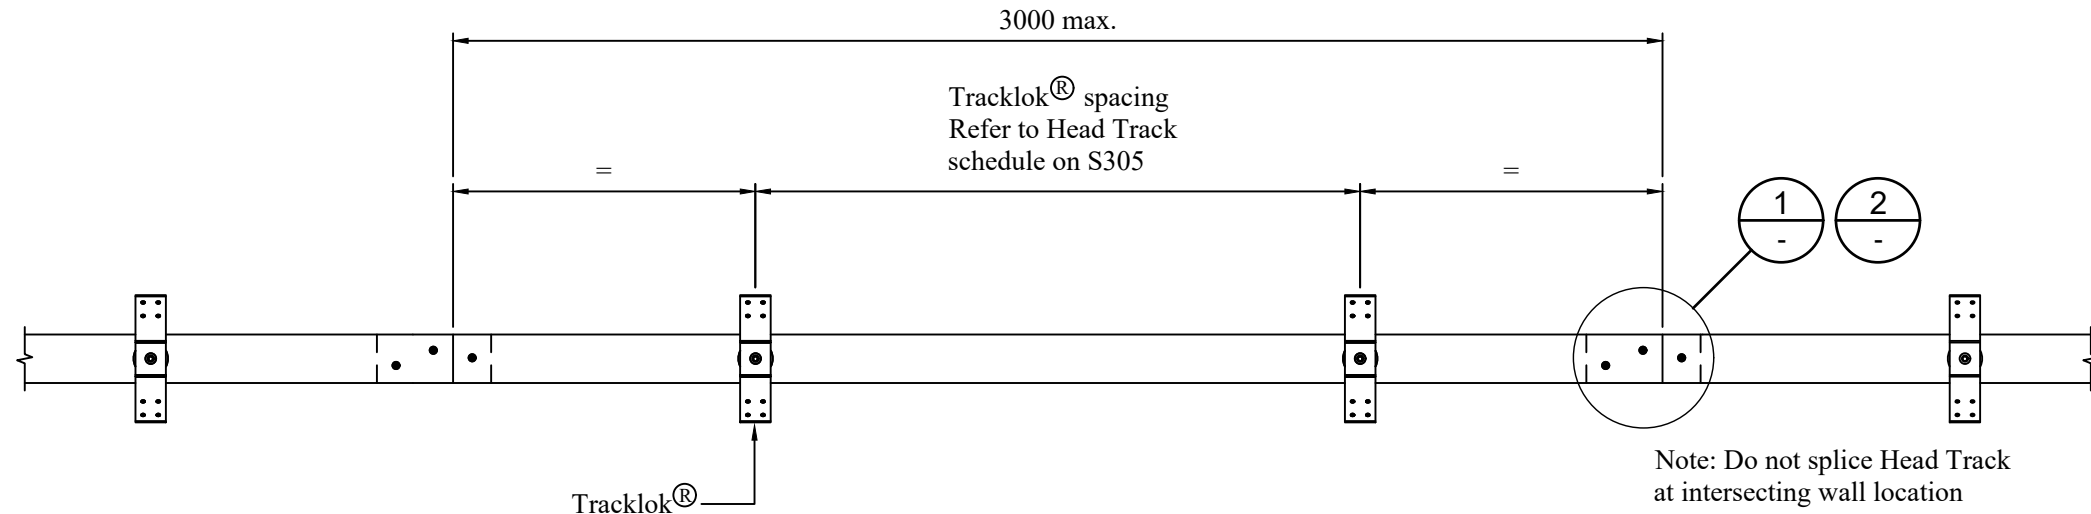 3000 max.
Tracklok® spacing
Refer to Head Track
schedule on S305
=
=
1
-
2
-
Note: Do not splice Head Track
at intersecting wall location
Tracklok®